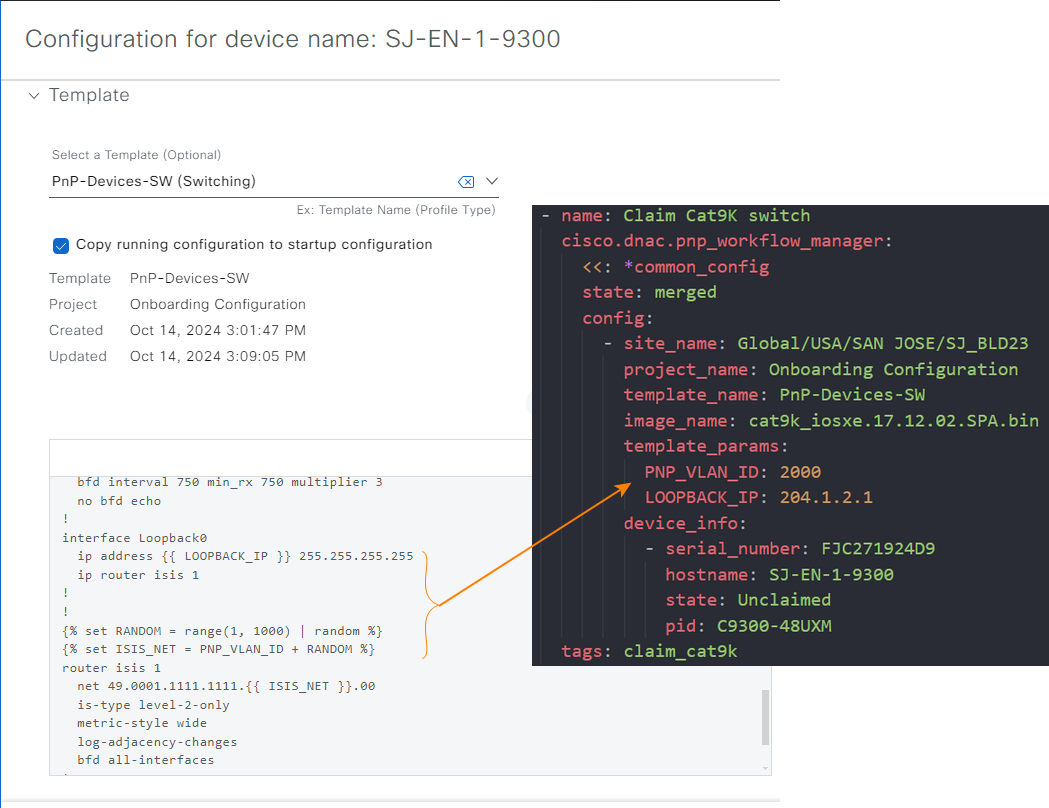 Configuration for device name: SJ-EN-1-9300
Template
Select a Template (Optional)
PnP-Devices-SW (Switching)
Ex: Template Name (Profile Type)
Copy running configuration to startup configuration
Template PnP-Devices-SW
Project Onboarding Configuration
Created Oct 14, 2024 3:01:47 PM
Updated Oct 14, 2024 3:09:05 PM
bfd interval 750 min_rx 750 multiplier 3
no bfd echo
!
interface Loopback0
ip address {{ LOOPBACK_IP }} 255.255.255.255
ip router isis 1
!
!
{% set RANDOM = range(1, 1000) | random %}
{% set ISIS_NET = PNP_VLAN_ID + RANDOM %}
router isis 1
net 49.0001.1111.1111.{{ ISIS_NET }}.00
is-type level-2-only
metric-style wide
log-adjacency-changes
bfd all-interfaces
- name: Claim Cat9K switch
cisco.dnac.pnp_workflow_manager:
<<: *common_config
state: merged
config:
- site_name: Global/USA/SAN JOSE/SJ_BLD23
project_name: Onboarding Configuration
template_name: PnP-Devices-SW
image_name: cat9k_iosxe.17.12.02.SPA.bin
template_params:
PNP_VLAN_ID: 2000
LOOPBACK_IP: 204.1.2.1
device_info:
- serial_number: FJC271924D9
hostname: SJ-EN-1-9300
state: Unclaimed
pid: C9300-48UXM
tags: claim_cat9k